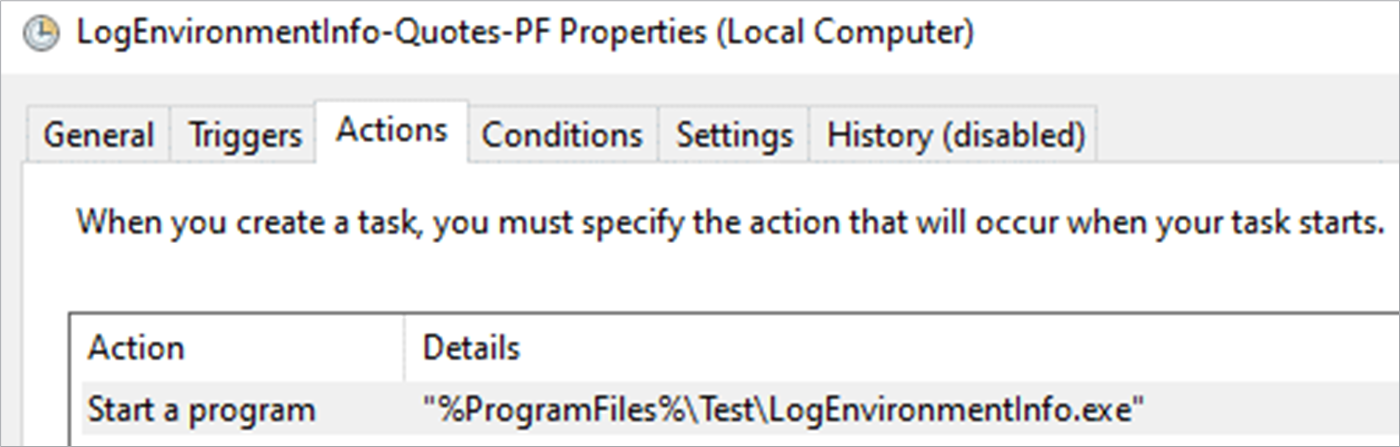 LogEnvironmentInfo-Quotes-PF Properties (Local Computer)
General Triggers Actions Conditions Settings History (disabled)
When you create a task, you must specify the action that will occur when your task starts.
Action Details
Start a program "%ProgramFiles%\Test\LogEnvironmentInfo.exe"